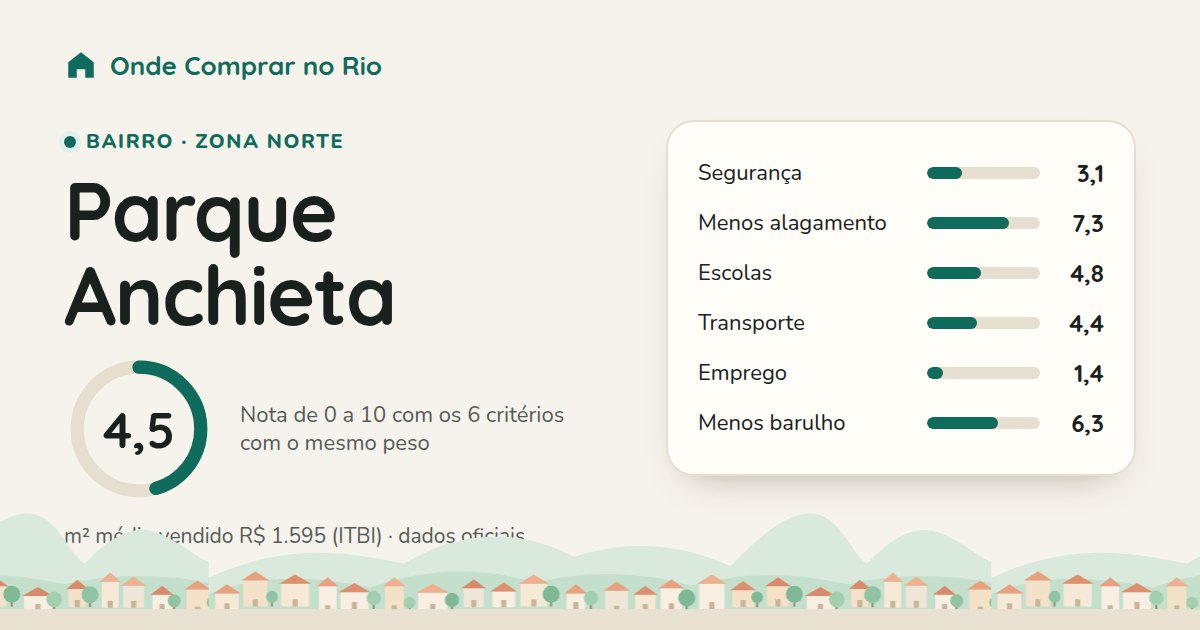 Onde Comprar no Rio
BAIRRO · ZONA NORTE
Parque
Anchieta
4,5
Nota de 0 a 10 com os 6 critérios
com o mesmo peso
m² médio vendido R$ 1.595 (ITBI) · dados oficiais
Segurança 3,1
Menos alagamento 7,3
Escolas 4,8
Transporte 4,4
Emprego 1,4
Menos barulho 6,3